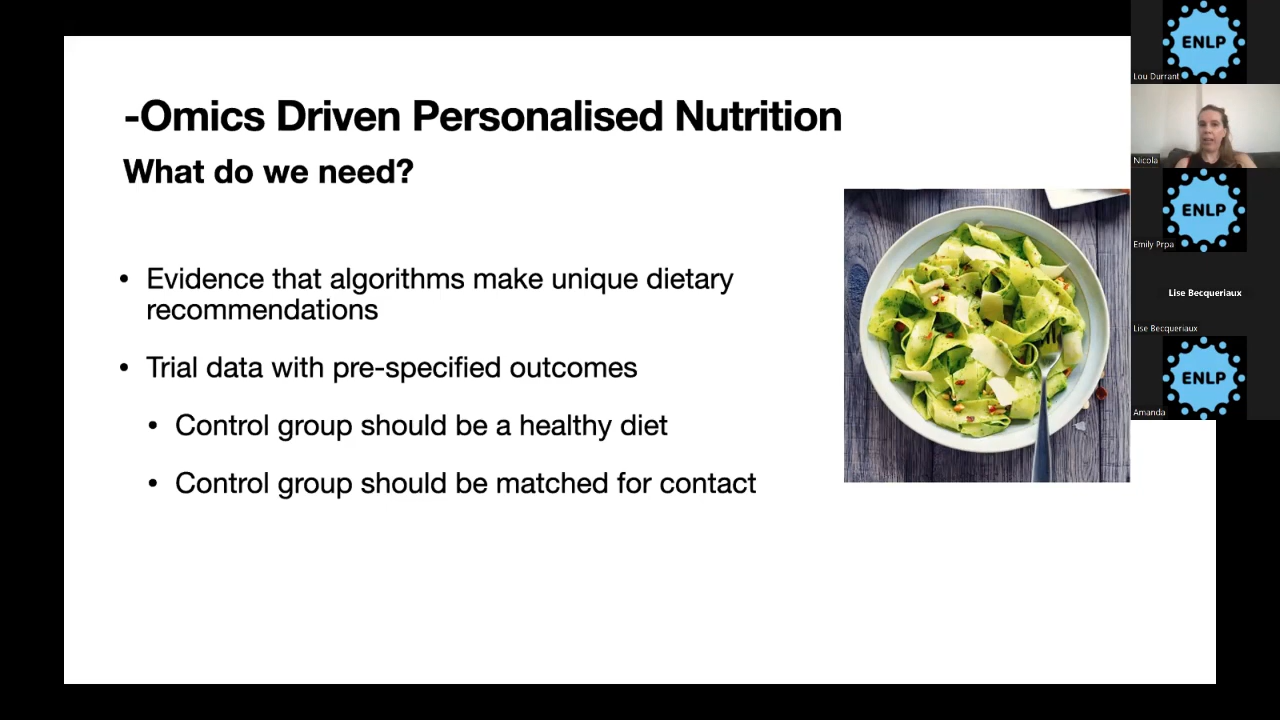 -Omics Driven Personalised Nutrition
What do we need?
• Evidence that algorithms make unique dietary
recommendations
• Trial data with pre-specified outcomes
• Control group should be a healthy diet
• Control group should be matched for contact
ENLP
Lou Durrant
Nicola
ENLP
Emily Prpa
Lise Becqueriaux
Lise Becqueriaux
ENLP
Amanda